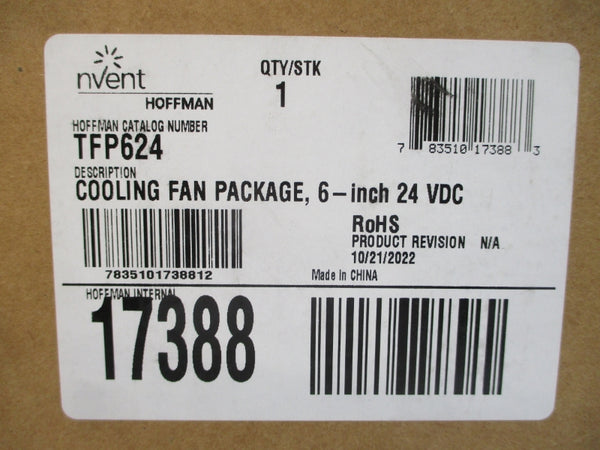 nVent
HOFFMAN
QTY/STK
1
7 83510 17388 3
HOFFMAN CATALOG NUMBER
TFP624
DESCRIPTION
COOLING FAN PACKAGE, 6-inch 24 VDC
7835101738812
RoHS
PRODUCT REVISION N/A
10/21/2022
Made in CHINA
HOFFMAN INTERNAL
17388